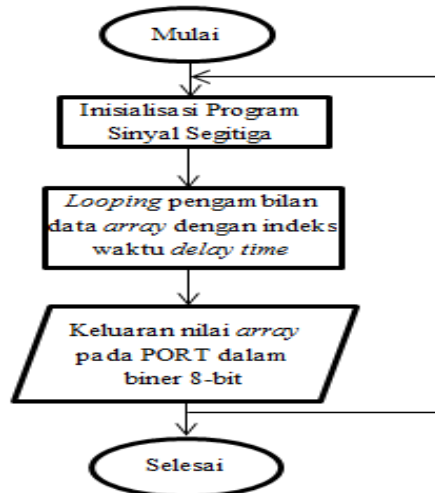 Mulai
Inisialisasi Program
Sinyal Segitiga
Looping pengambilan
data array dengan indeks
waktu delay time
Keluaran nilai array
pada PORT dalam
biner 8-bit
Selesai